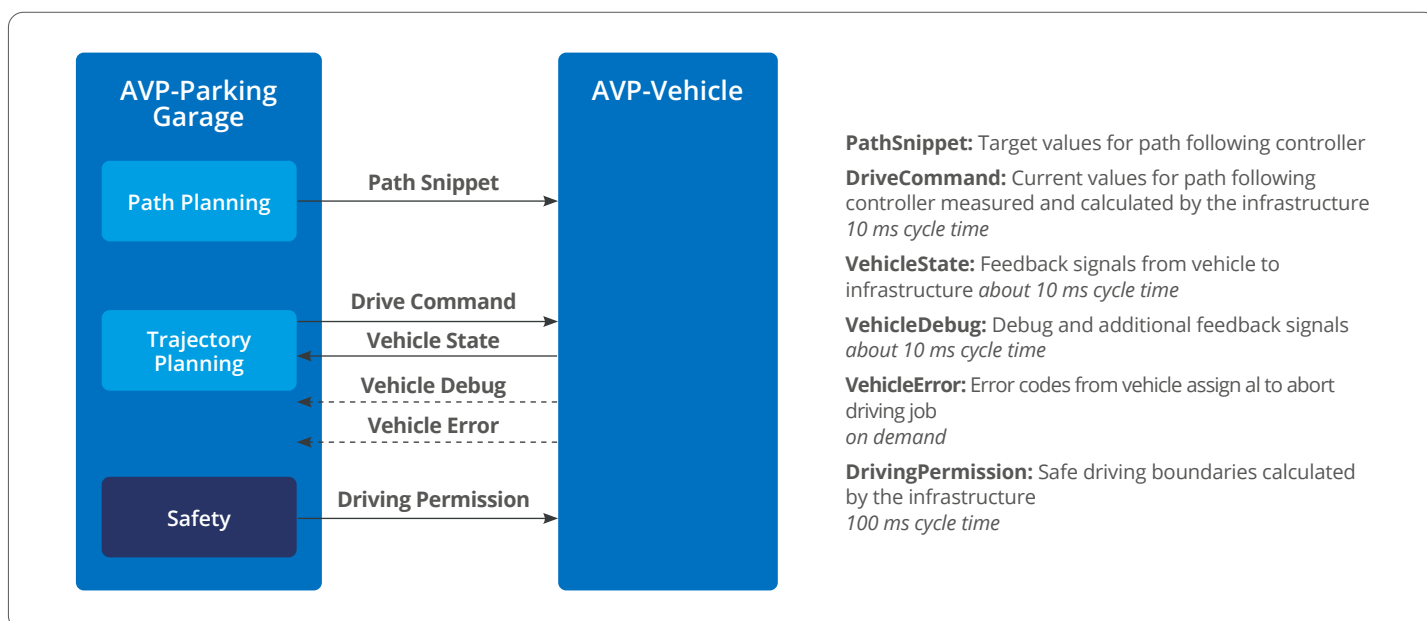 AVP-Parking
Garage
Path Planning
Trajectory
Planning
Safety
Path Snippet
Drive Command
Vehicle State
Vehicle Debug
Vehicle Error
Driving Permission
AVP-Vehicle
PathSnippet: Target values for path following controller
DriveCommand: Current values for path following
controller measured and calculated by the infrastructure
10 ms cycle time
VehicleState: Feedback signals from vehicle to
infrastructure about 10 ms cycle time
VehicleDebug: Debug and additional feedback signals
about 10 ms cycle time
VehicleError: Error codes from vehicle assign al to abort
driving job
on demand
DrivingPermission: Safe driving boundaries calculated
by the infrastructure
100 ms cycle time